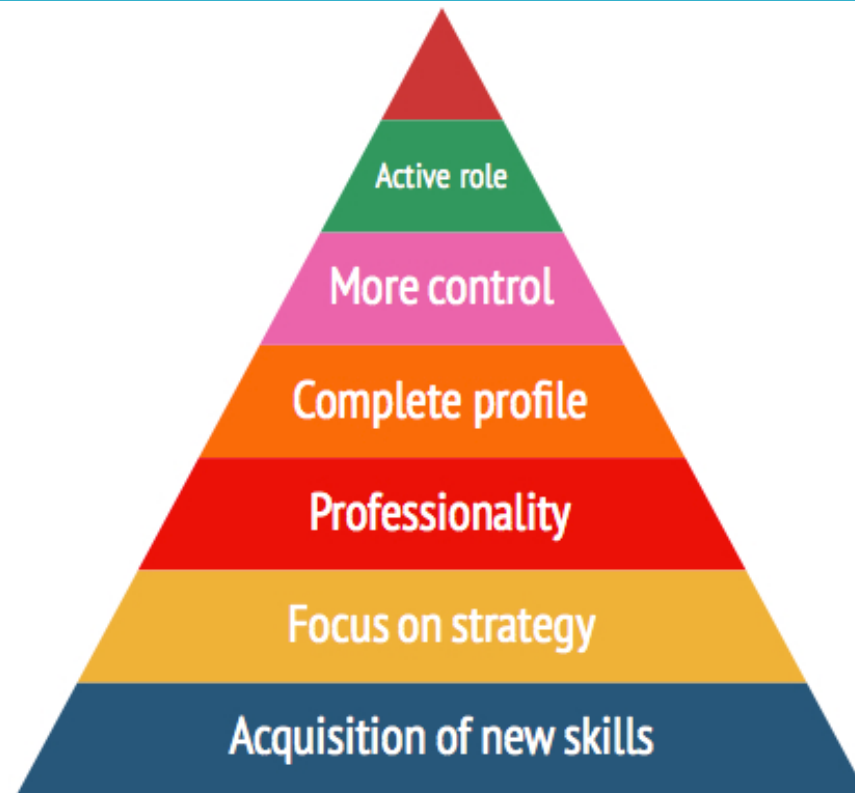 Active role
More control
Complete profile
Professionality
Focus on strategy
Acquisition of new skills